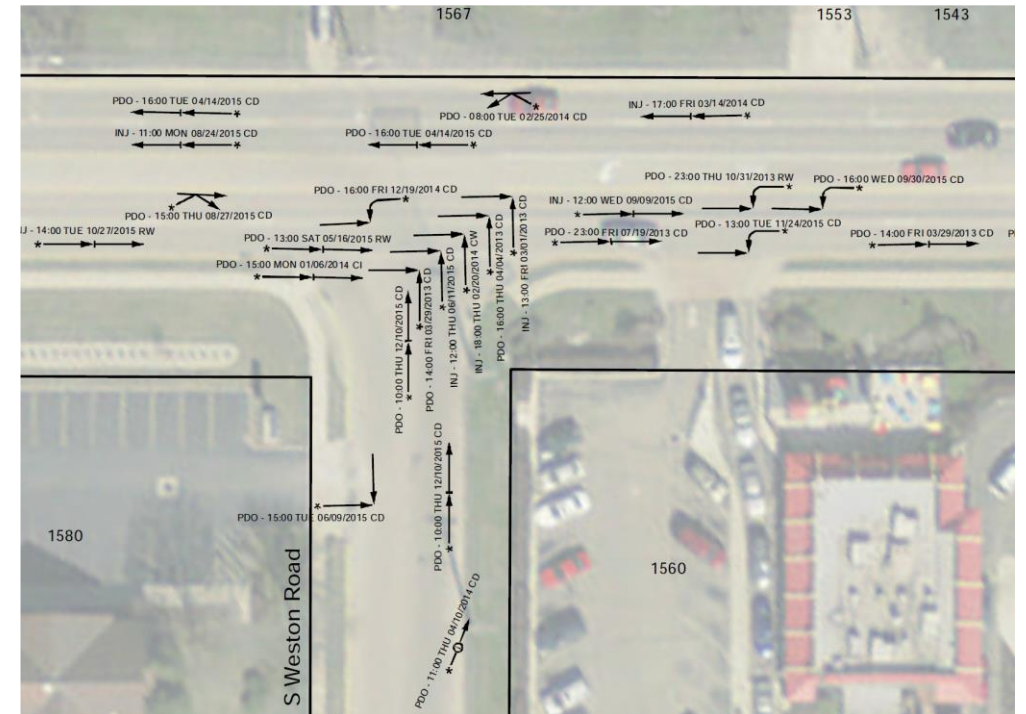 1567
1553
1543
PDO - 16:00 TUE 04/14/2015 CD
INJ - 11:00 MON 08/24/2015 CD
PDO - 16:00 TUE 04/14/2015 CD
PDO - 08:00 TUE 02/25/2014 CD
INJ - 17:00 FRI 03/14/2014 CD
PDO - 15:00 THU 08/27/2015 CD
PDO - 16:00 FRI 12/19/2014 CD
PDO - 23:00 THU 10/31/2013 RW
PDO - 16:00 WED 09/30/2015 CD
INJ - 12:00 WED 09/09/2015 CD
PDO - 13:00 TUE 11/24/2015 CD
NJ - 14:00 TUE 10/27/2015 RW
PDO - 13:00 SAT 05/16/2015 RW
PDO - 23:00 FRI 07/19/2013 CD
PDO - 14:00 FRI 03/29/2013 CD
PDO
PDO - 15:00 MON 01/06/2014 CI
PDO - 10:00 THU 12/10/2015 CD
PDO - 14:00 FRI 03/29/2013 CD
INJ - 12:00 THU 06/11/2015 CD
INJ - 18:00 THU 02/20/2014 CW
PDO - 16:00 THU 04/04/2013 CD
INJ - 13:00 FRI 03/01/2013 CD
PDO - 15:00 TUE 06/09/2015 CD
PDO - 10:00 THU 12/10/2015 CD
PDO - 11:00 THU 04/10/2014 CD
1580
S Weston Road
1560